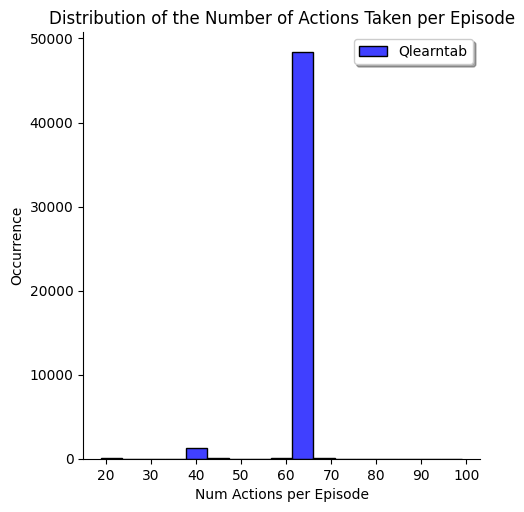 Distribution of the Number of Actions Taken per Episode
Qlearntab
50000
40000
30000
20000
10000
0
Occurrence
20 30 40 50 60 70 80 90 100
Num Actions per Episode